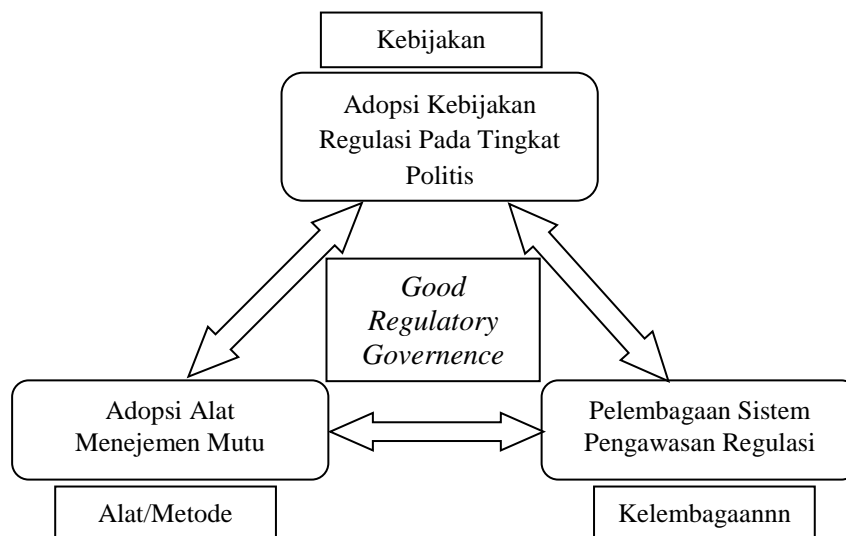 Kebijakan
Adopsi Kebijakan
Regulasi Pada Tingkat
Politis
Good
Regulatory
Governence
Adopsi Alat
Menejemen Mutu
Pelembagaan Sistem
Pengawasan Regulasi
Alat/Metode
Kelembagaannn